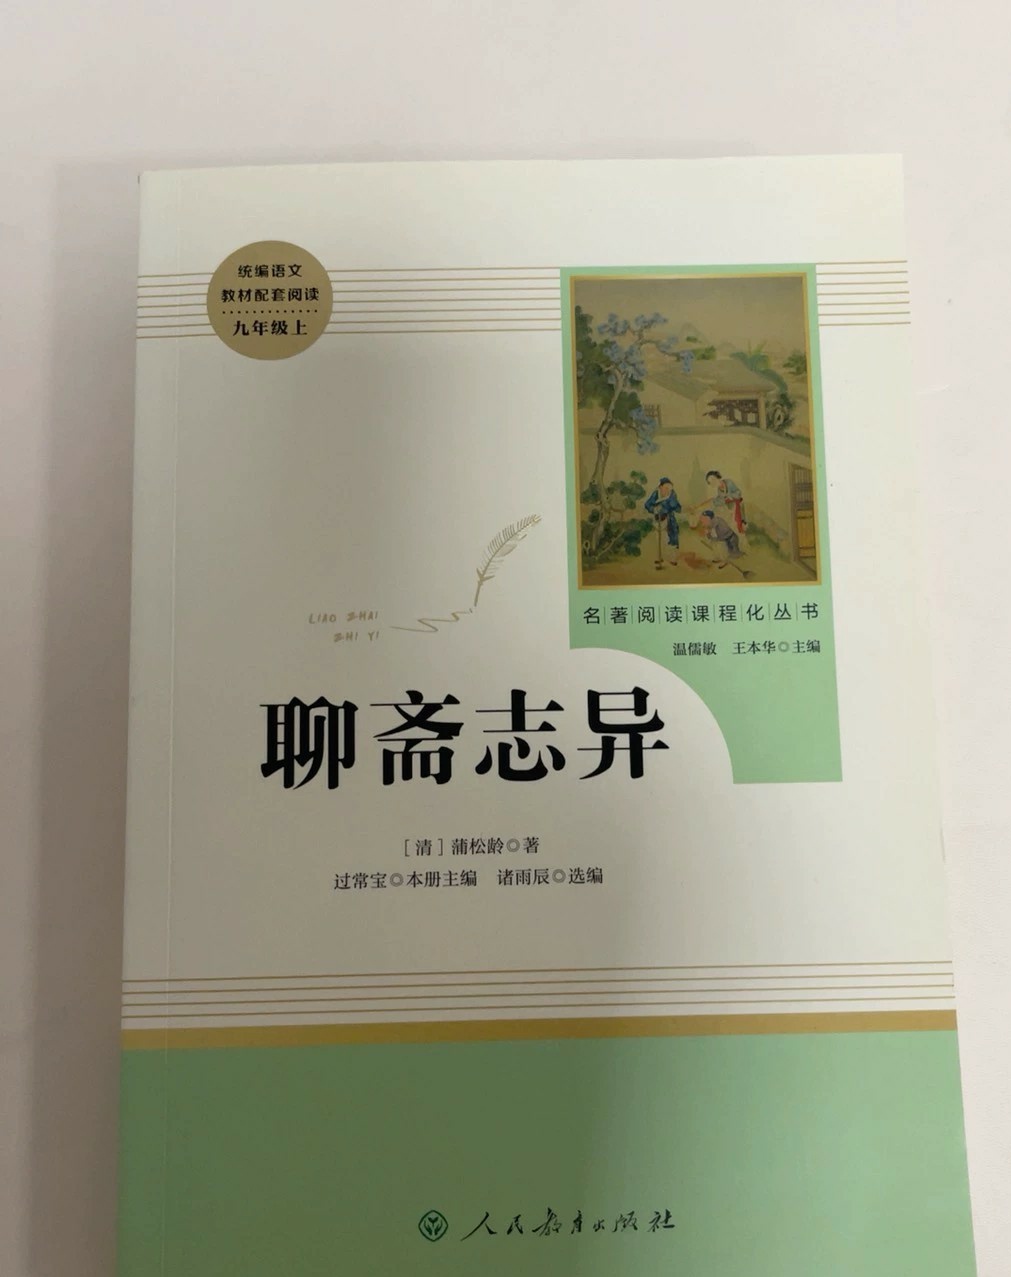 统编语文
教材配套阅读
九年级上
名著阅读课程化丛书
温儒敏 王本华◎主编
LIAO ZHAI
ZHI YI
聊斋志异
［清］蒲松龄◎著
过常宝◎本册主编 诸雨辰◎选编
人民教育出版社